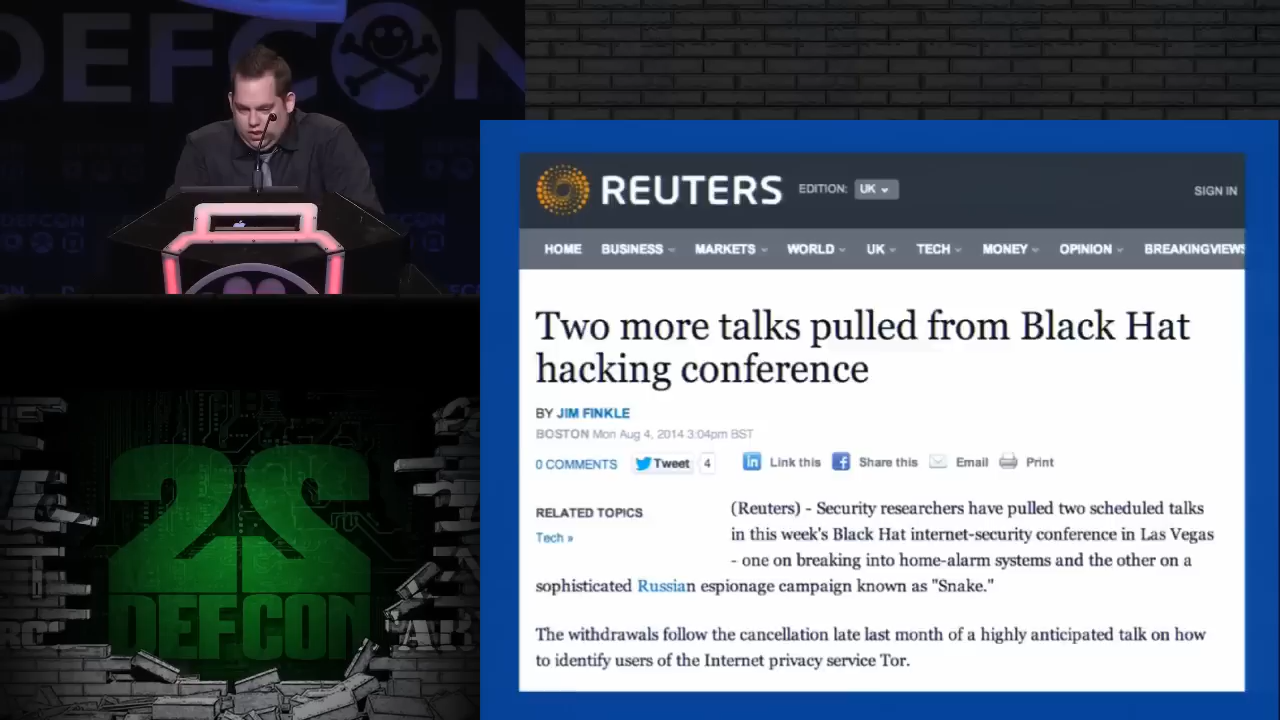 DEFCON
DEFCON
REUTERS
EDITION:
UK
SIGN IN
HOME BUSINESS MARKETS WORLD UK TECH MONEY OPINION BREAKINGVIEWS
Two more talks pulled from Black Hat
hacking conference
BY JIM FINKLE
BOSTON Mon Aug 4, 2014 3:04pm BST
0 COMMENTS Tweet 4 Link this Share this Email Print
RELATED TOPICS
Tech »
(Reuters) - Security researchers have pulled two scheduled talks
in this week's Black Hat internet-security conference in Las Vegas
- one on breaking into home-alarm systems and the other on a
sophisticated Russian espionage campaign known as "Snake."
The withdrawals follow the cancellation late last month of a highly anticipated talk on how
to identify users of the Internet privacy service Tor.
22
DEFCON